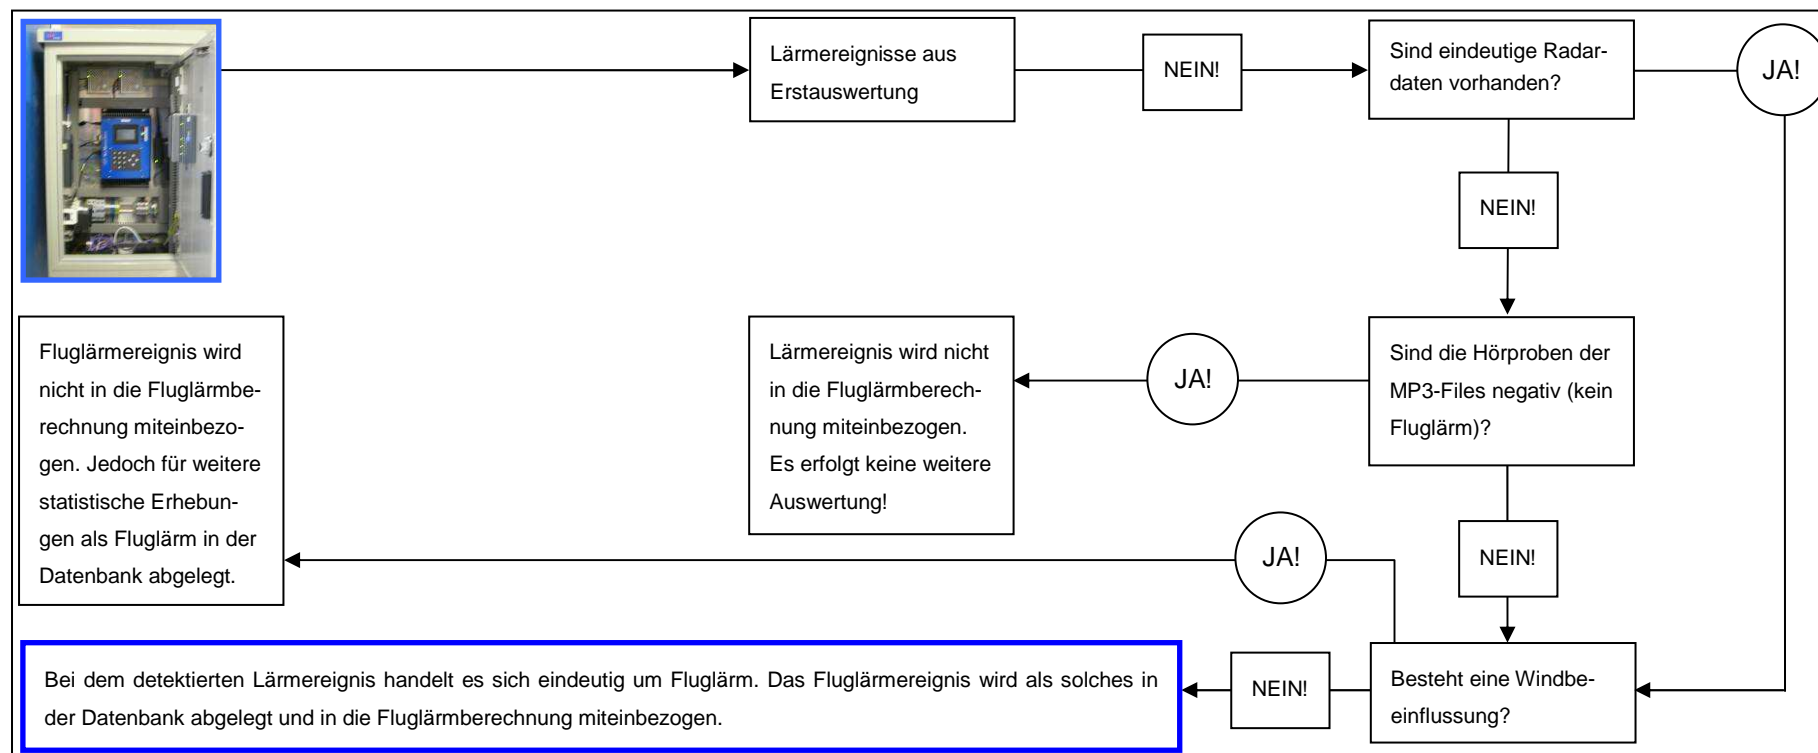 Lärmereignisse aus
Erstauswertung
NEIN!
Sind eindeutige Radar-
daten vorhanden?
JA!
NEIN!
Fluglärmereignis wird
nicht in die Fluglärmbe-
rechnung miteinbezo-
gen. Jedoch für weitere
statistische Erhebun-
gen als Fluglärm in der
Datenbank abgelegt.
Lärmereignis wird nicht
in die Fluglärmberech-
nung miteinbezogen.
Es erfolgt keine weitere
Auswertung!
JA!
Sind die Hörproben der
MP3-Files negativ (kein
Fluglärm)?
JA!
NEIN!
Bei dem detektierten Lärmereignis handelt es sich eindeutig um Fluglärm. Das Fluglärmereignis wird als solches in
der Datenbank abgelegt und in die Fluglärmberechnung miteinbezogen.
NEIN!
Besteht eine Windbe-
einflussung?